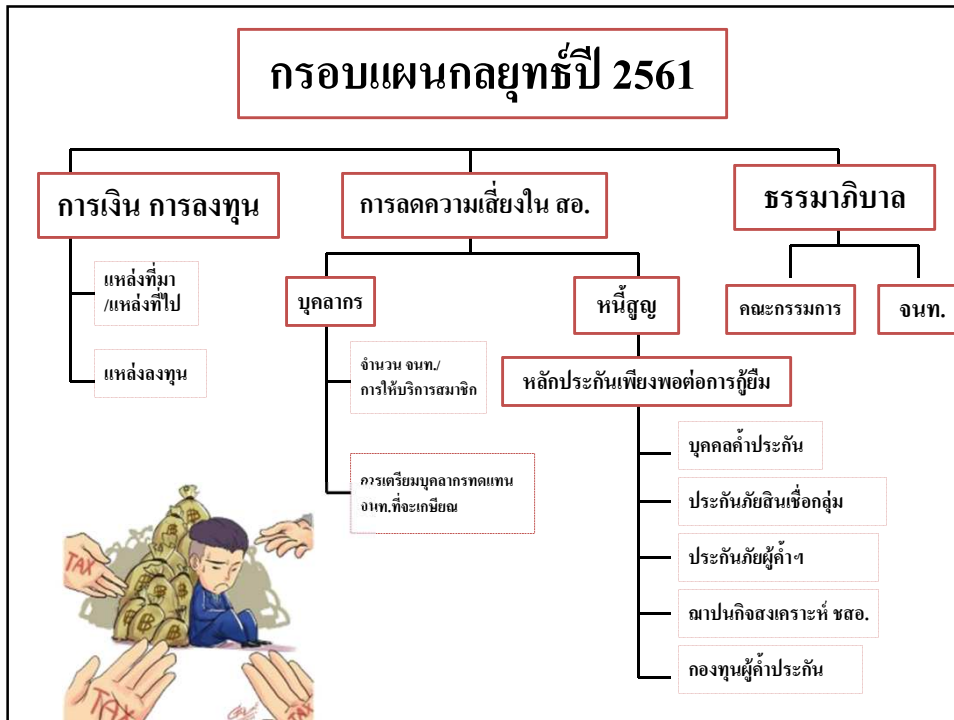 กรอบแผนกลยุทธ์ปี 2561
การเงิน การลงทุน
การลดความเสี่ยงใน สอ.
ธรรมาภิบาล
แหล่งที่มา
/แหล่งที่ไป
แหล่งลงทุน
บุคลากร
จำนวน จนท./
การให้บริการสมาชิก
การเตรียมบุคลากรทดแทน
จนท.ที่จะเกษียณ
หนี้สูญ
หลักประกันเพียงพอต่อการกู้ยืม
บุคคลค้ำประกัน
ประกันภัยสินเชื่อกลุ่ม
ประกันภัยผู้ค้ำฯ
ฌาปนกิจสงเคราะห์ ชสอ.
กองทุนผู้ค้ำประกัน
คณะกรรมการ
จนท.
TAX
TAX
TAX